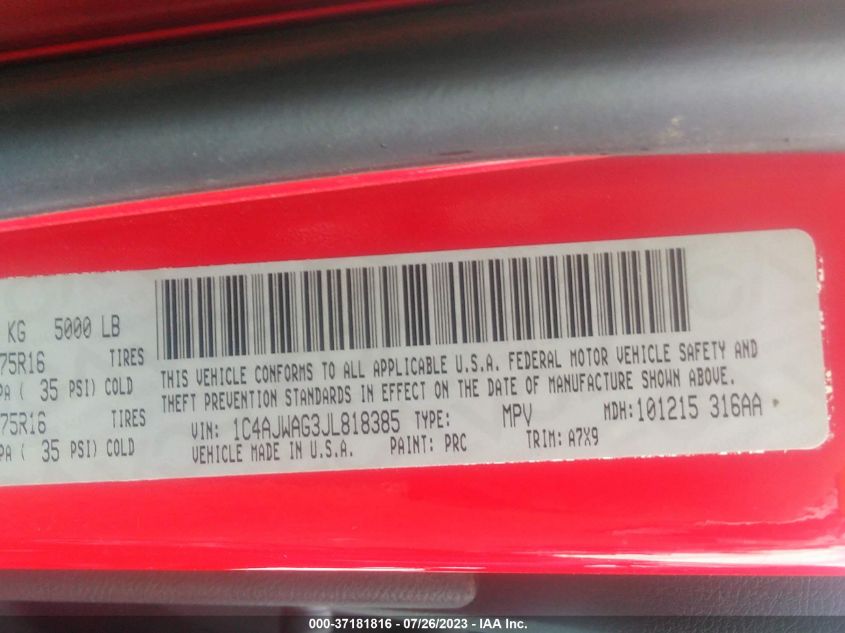 KG 5000 LB
75R16 TIRES
PA ( 35 PSI) COLD
75R16 TIRES
PA ( 35 PSI) COLD
THIS VEHICLE CONFORMS TO ALL APPLICABLE U.S.A. FEDERAL MOTOR VEHICLE SAFETY AND
THEFT PREVENTION STANDARDS IN EFFECT ON THE DATE OF MANUFACTURE SHOWN ABOVE.
VIN: 1C4AJWAG3JL818385 TYPE: MPV MDH: 101215 316AA
VEHICLE MADE IN U.S.A. PAINT: PRC TRIM: A7X9
000-37181816 - 07/26/2023 - IAA Inc.